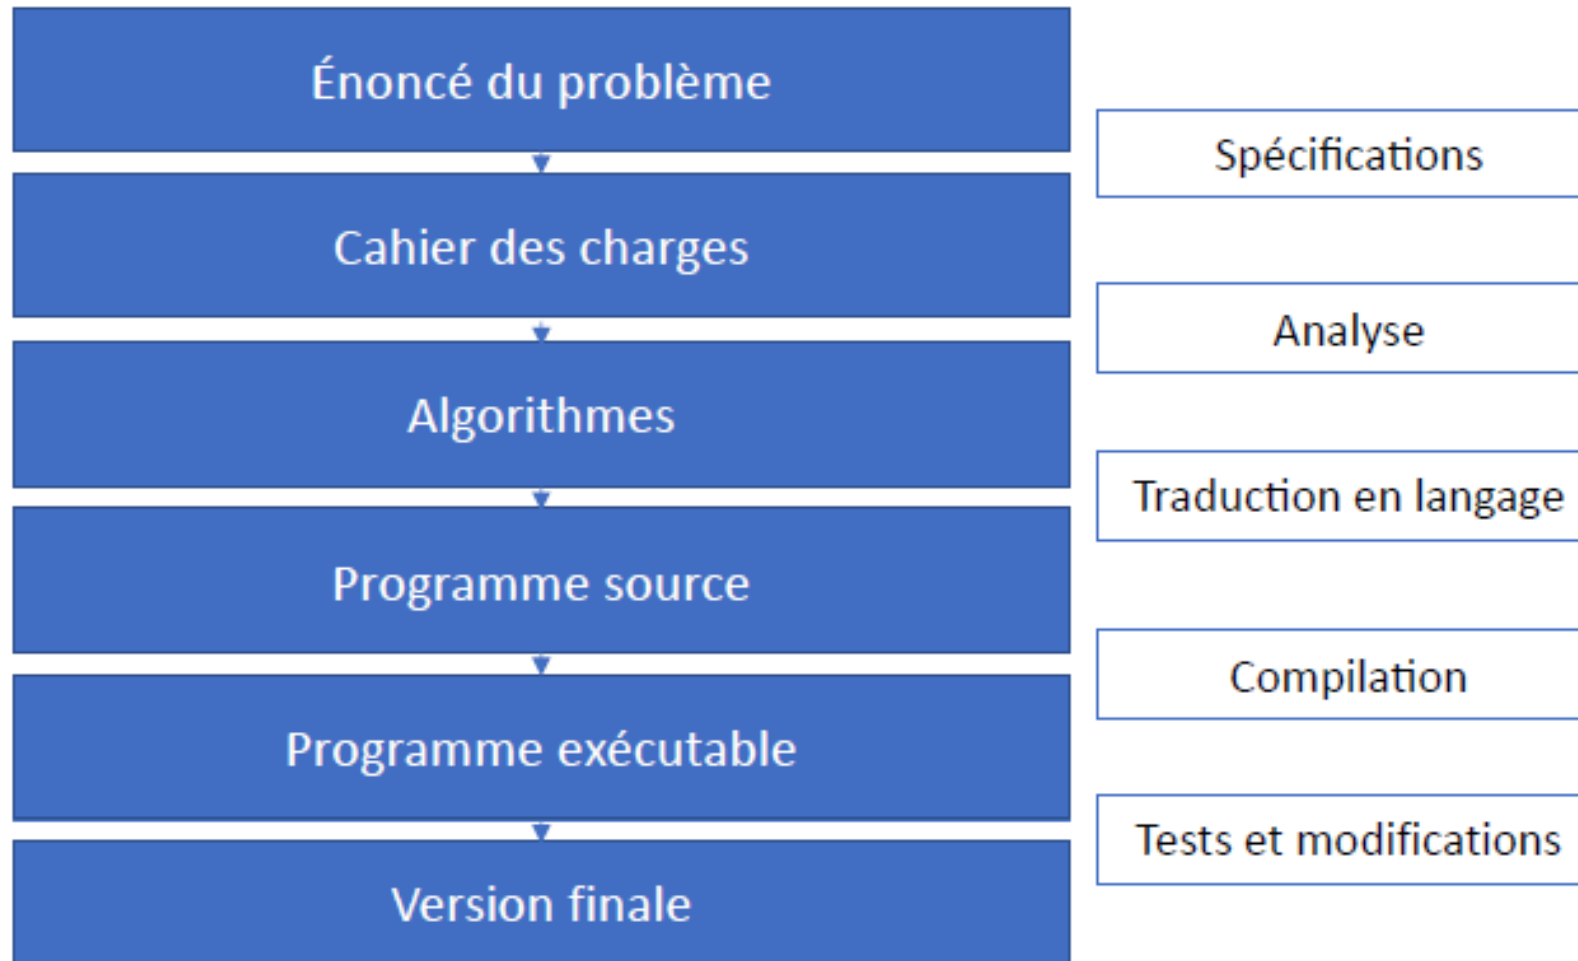 Énoncé du problème
Spécifications
Cahier des charges
Analyse
Algorithmes
Traduction en langage
Programme source
Compilation
Programme exécutable
Tests et modifications
Version finale